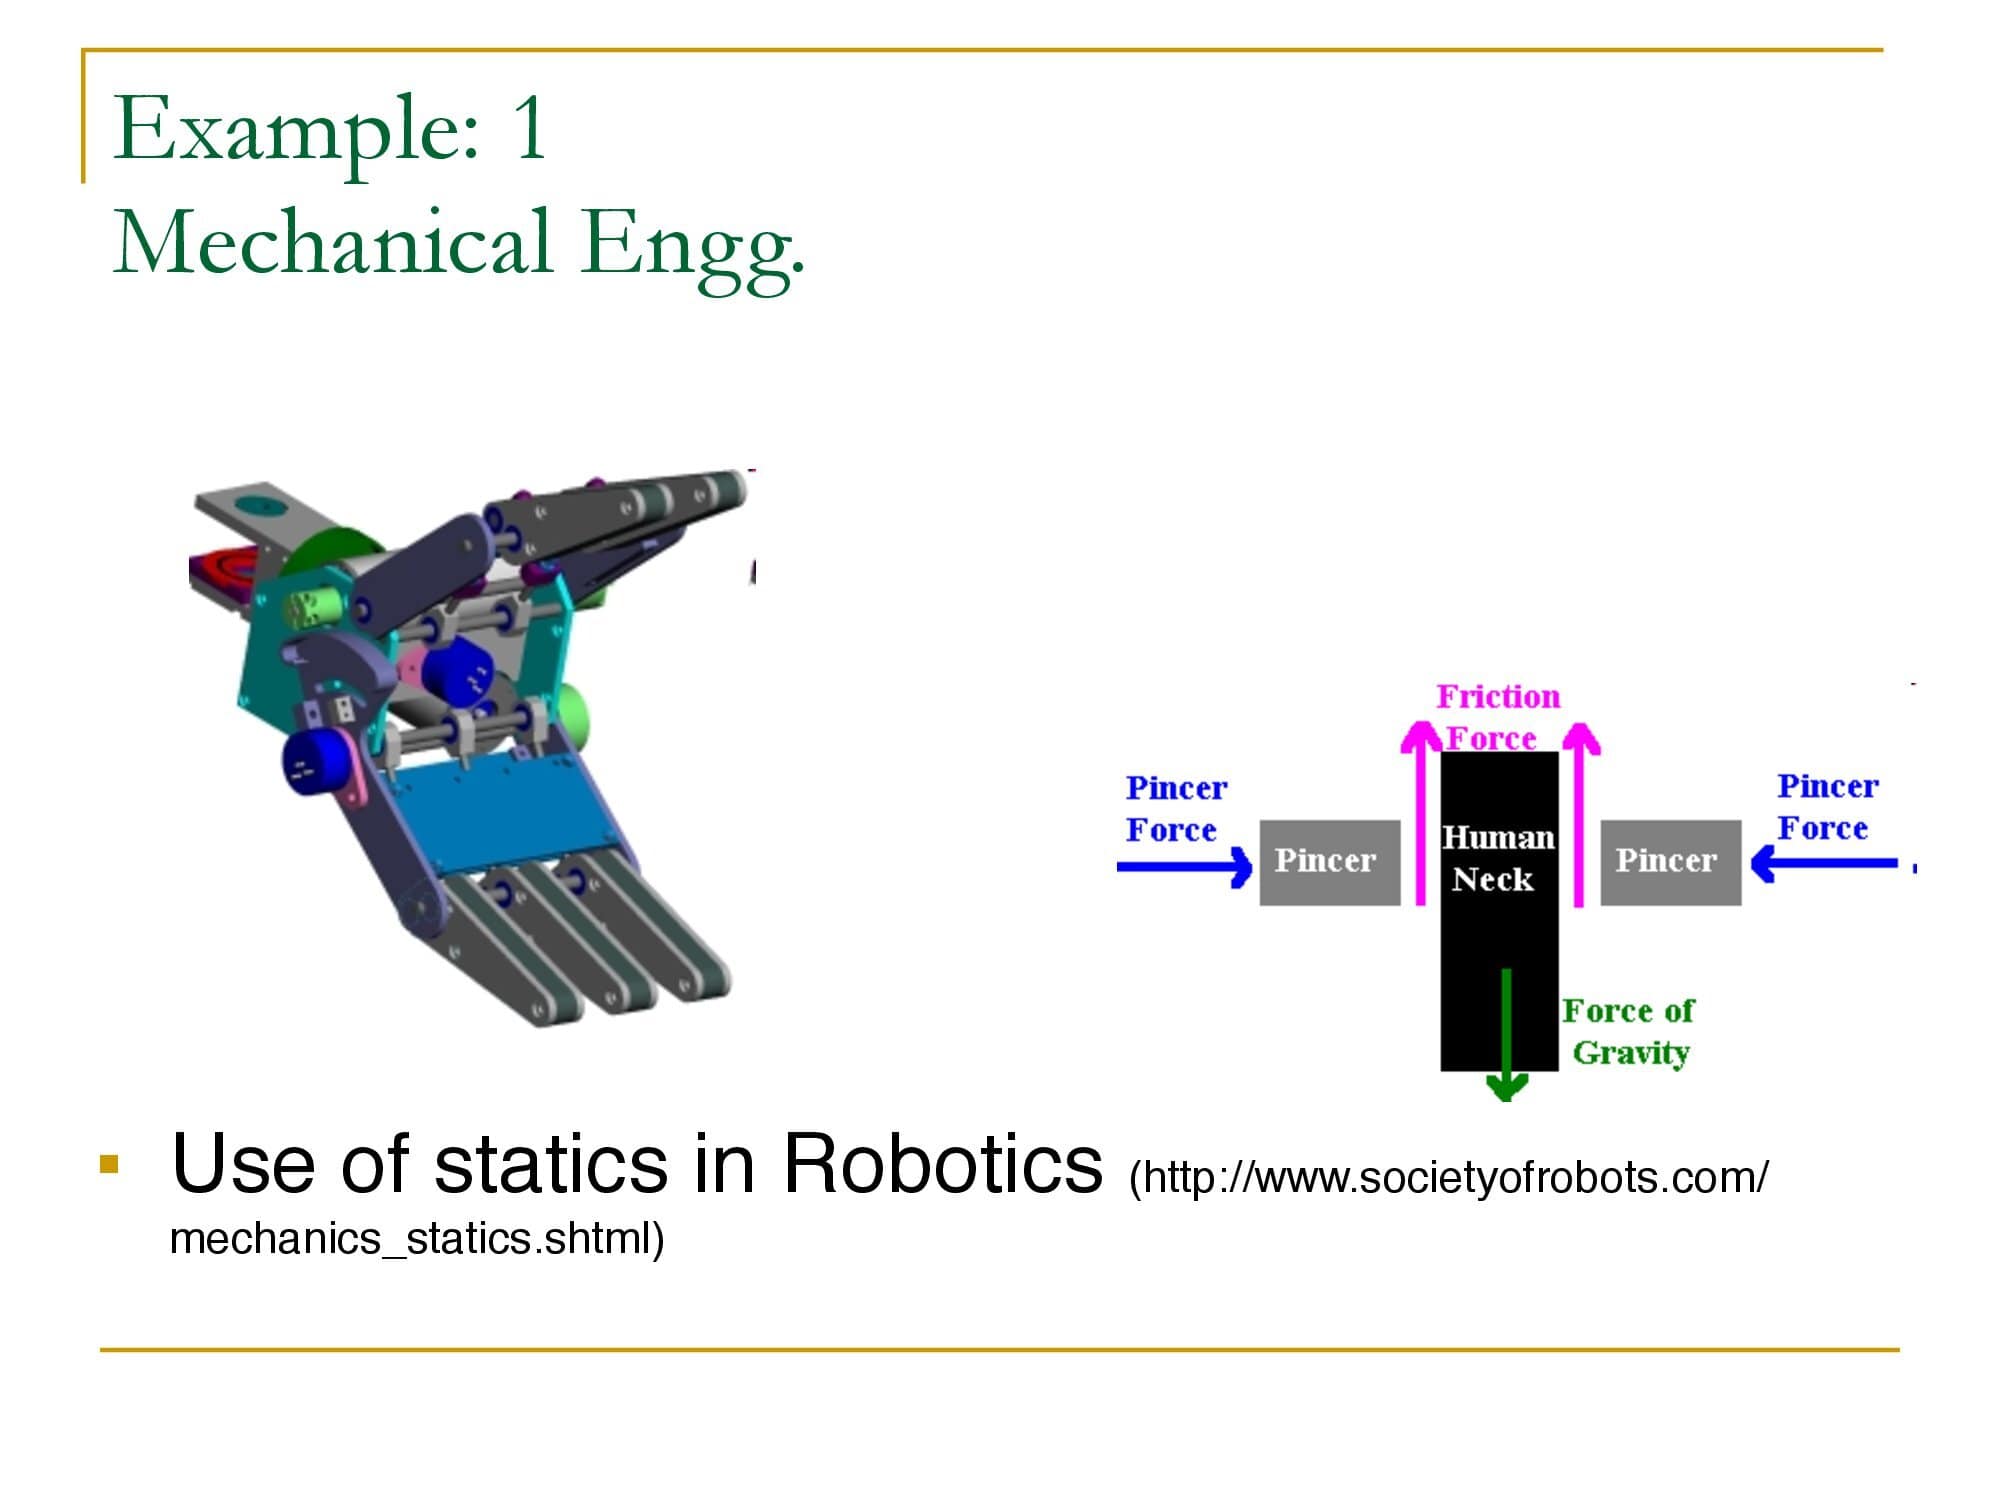 Example: 1
Mechanical Engg.
Friction
Force
Pincer
Force
Pincer
Force
Pincer
Human
Neck
Pincer
Force of
Gravity
Use of statics in Robotics (http://www.societyofrobots.com/
mechanics_statics.shtml)